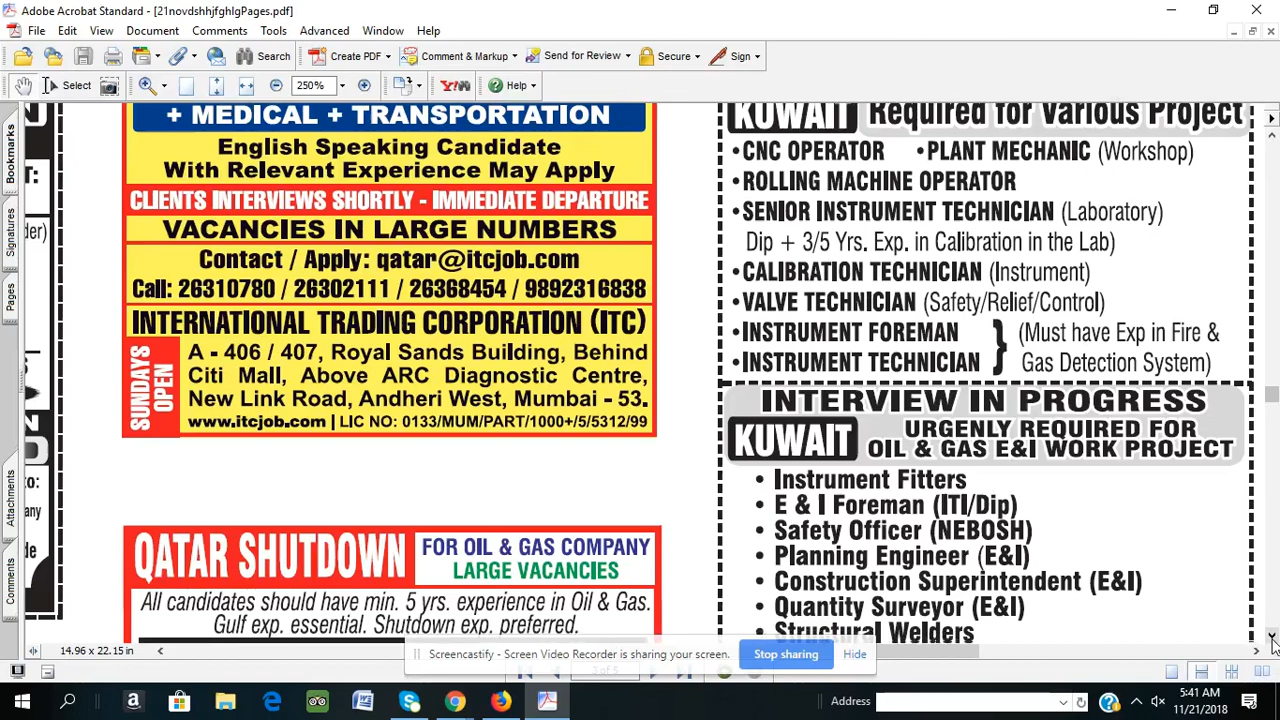 Adobe Acrobat Standard - [21novdshhjfghlgPages.pdf]
File Edit View Document Comments Tools Advanced Window Help
Search Create PDF Comment & Markup Send for Review Secure Sign
Select 250% Y! Help
Bookmarks
Signatures
Pages
Attachments
Comments
+ MEDICAL + TRANSPORTATION
English Speaking Candidate
With Relevant Experience May Apply
CLIENTS INTERVIEWS SHORTLY - IMMEDIATE DEPARTURE
VACANCIES IN LARGE NUMBERS
Contact / Apply: qatar@itcjob.com
Call: 26310780 / 26302111 / 26368454 / 9892316838
INTERNATIONAL TRADING CORPORATION (ITC)
SUNDAYS
OPEN
A - 406 / 407, Royal Sands Building, Behind
Citi Mall, Above ARC Diagnostic Centre,
New Link Road, Andheri West, Mumbai - 53.
www.itcjob.com | LIC NO: 0133/MUM/PART/1000+/5/5312/99
QATAR SHUTDOWN
FOR OIL & GAS COMPANY
LARGE VACANCIES
All candidates should have min. 5 yrs. experience in Oil & Gas.
Gulf exp. essential. Shutdown exp. preferred.
KUWAIT Required for Various Project
• CNC OPERATOR • PLANT MECHANIC (Workshop)
• ROLLING MACHINE OPERATOR
• SENIOR INSTRUMENT TECHNICIAN (Laboratory)
Dip + 3/5 Yrs. Exp. in Calibration in the Lab)
• CALIBRATION TECHNICIAN (Instrument)
• VALVE TECHNICIAN (Safety/Relief/Control)
• INSTRUMENT FOREMAN } (Must have Exp in Fire &
• INSTRUMENT TECHNICIAN Gas Detection System)
INTERVIEW IN PROGRESS
KUWAIT
URGENLY REQUIRED FOR
OIL & GAS E&I WORK PROJECT
• Instrument Fitters
• E & I Foreman (ITI/Dip)
• Safety Officer (NEBOSH)
• Planning Engineer (E&I)
• Construction Superintendent (E&I)
• Quantity Surveyor (E&I)
• Structural Welders
14.96 x 22.15 in
Screencastify - Screen Video Recorder is sharing your screen. Stop sharing Hide
3 of 5
Address
5:41 AM
11/21/2018